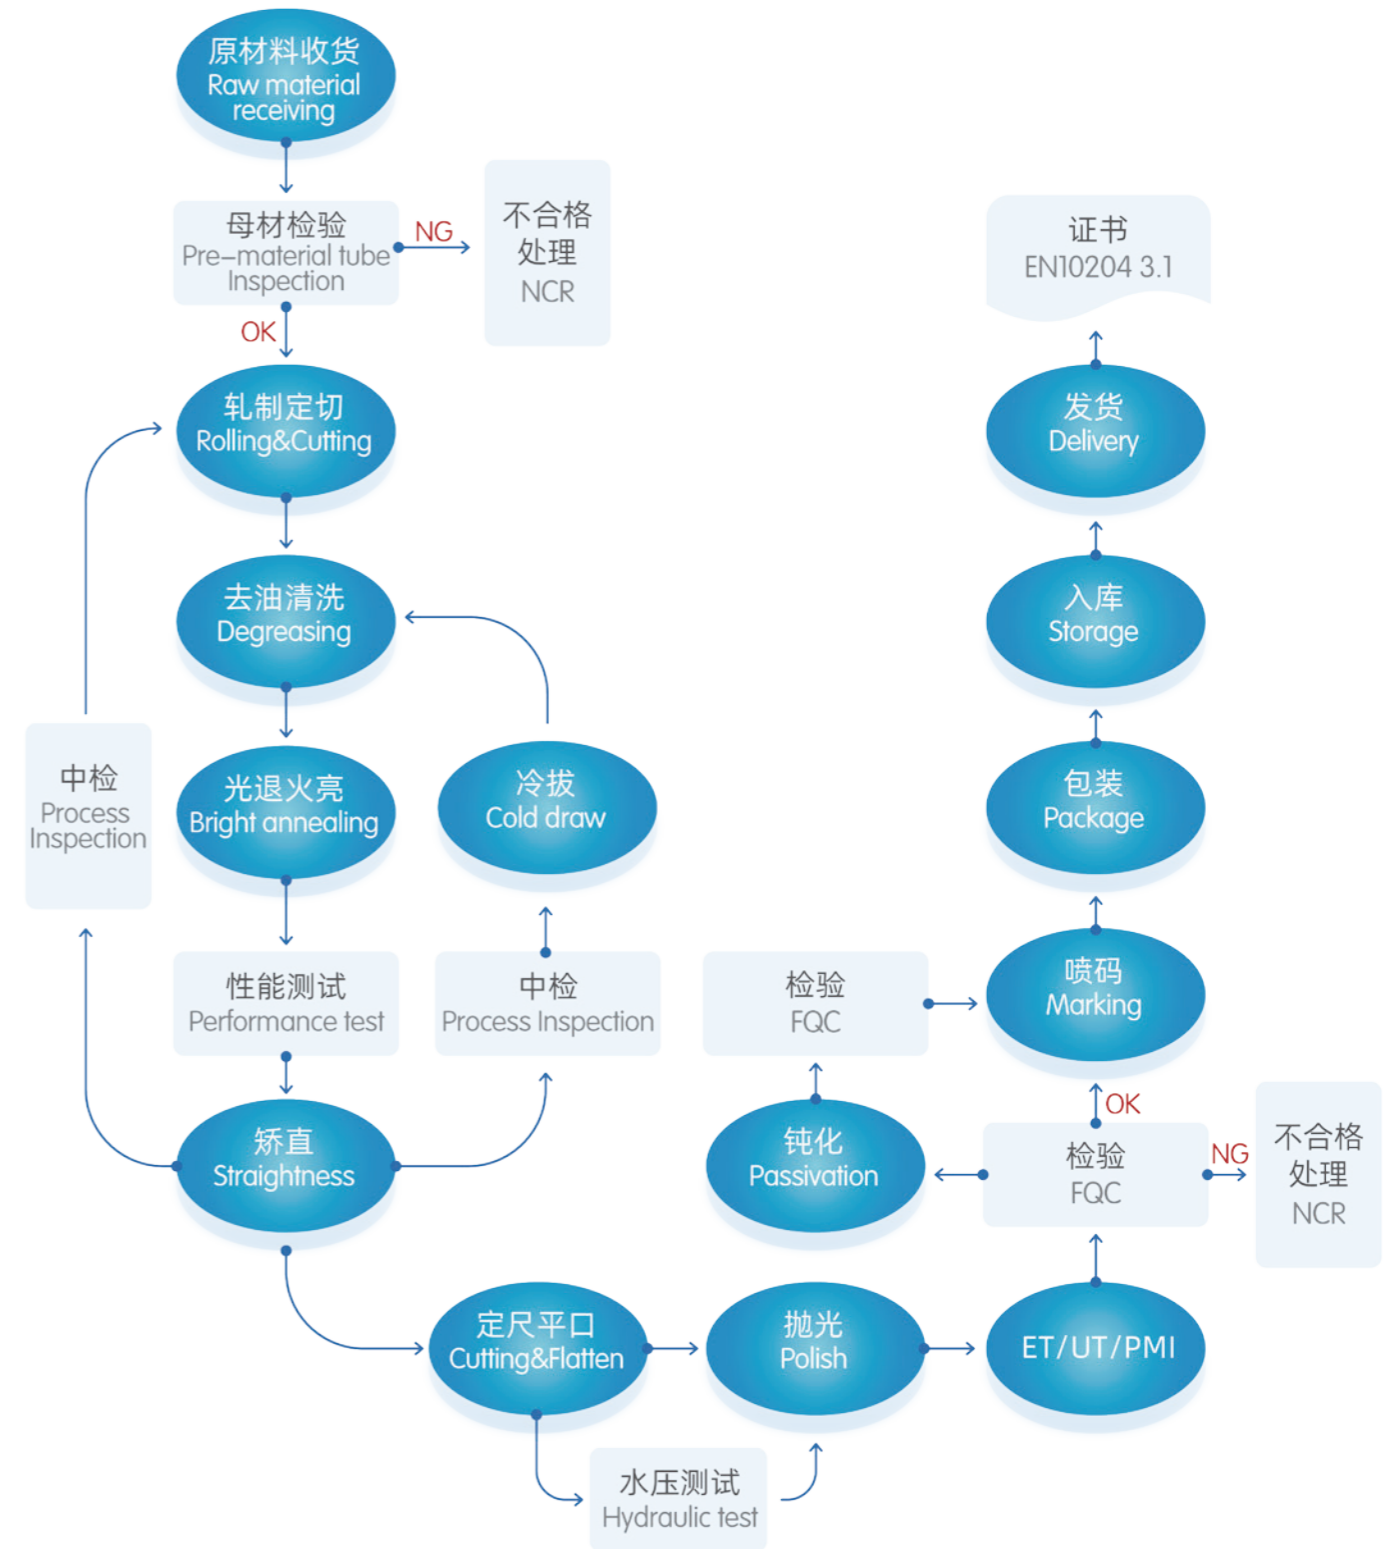 原材料收货
Raw material
receiving
母材检验
Pre-material tube
Inspection
NG
不合格
处理
NCR
OK
轧制定切
Rolling&Cutting
去油清洗
Degreasing
光退火亮
Bright annealing
中检
Process
Inspection
冷拔
Cold draw
性能测试
Performance test
中检
Process Inspection
矫直
Straightness
定尺平口
Cutting&Flatten
水压测试
Hydraulic test
抛光
Polish
ET/UT/PMI
检验
FQC
NG
不合格
处理
NCR
OK
钝化
Passivation
检验
FQC
喷码
Marking
包装
Package
入库
Storage
发货
Delivery
证书
EN10204 3.1